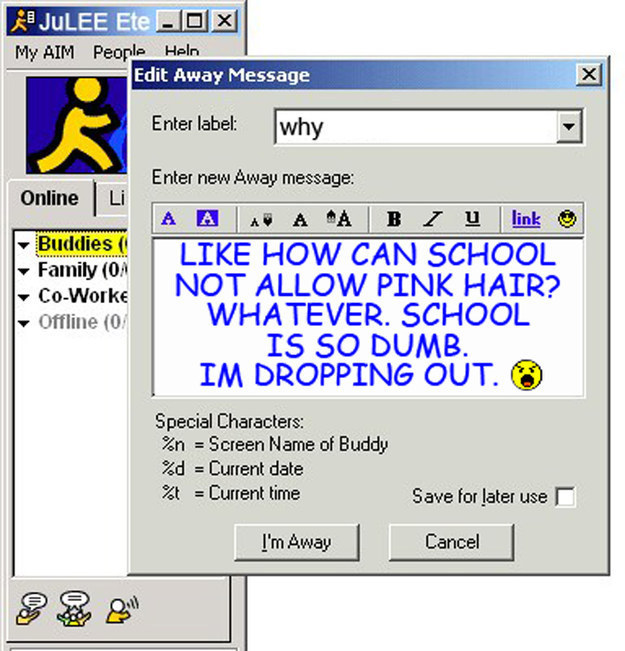 JuLEE Ete
My AIM People Help
Edit Away Message
Enter label:
why
Enter new Away message:
Online
A A A A A B I U link
LIKE HOW CAN SCHOOL
NOT ALLOW PINK HAIR?
WHATEVER. SCHOOL
IS SO DUMB.
IM DROPPING OUT.
Buddies (
Family (0/
Co-Worke
Offline (0/
Special Characters:
%n = Screen Name of Buddy
%d = Current date
%t = Current time
Save for later use
I'm Away
Cancel